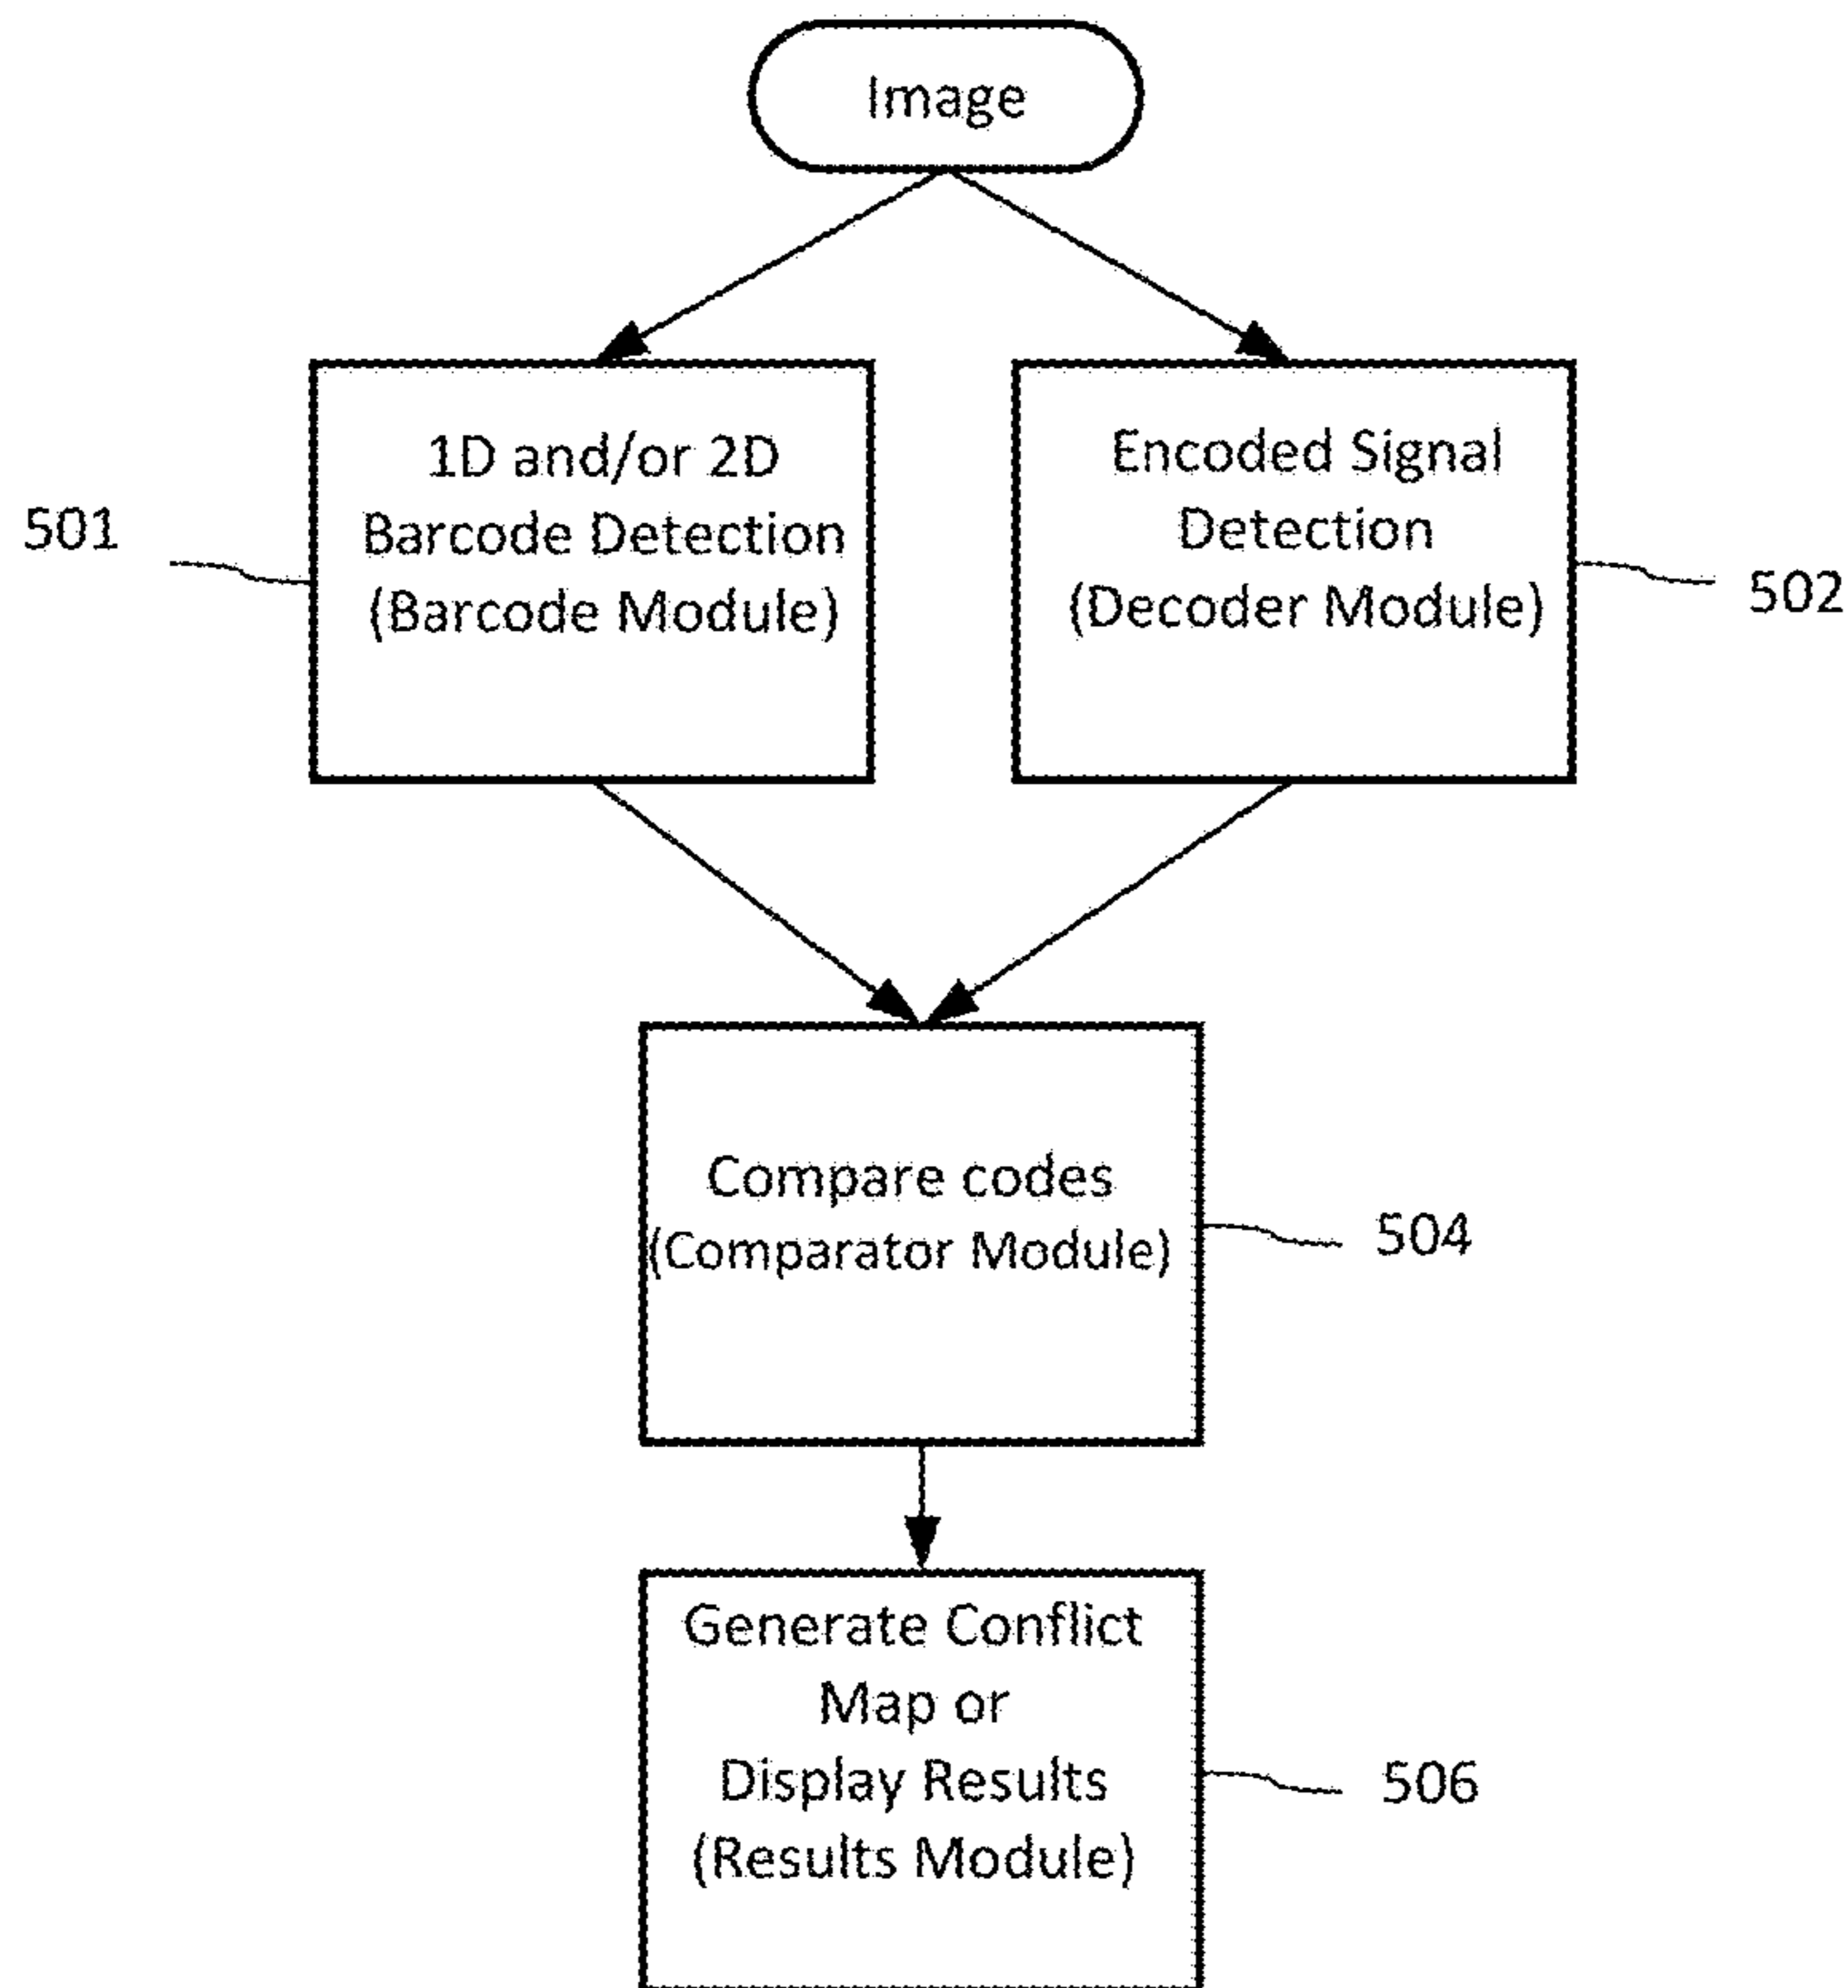 Image
501
1D and/or 2D
Barcode Detection
(Barcode Module)
Encoded Signal
Detection
(Decoder Module)
502
Compare codes
(Comparator Module)
504
Generate Conflict
Map or
Display Results
(Results Module)
506